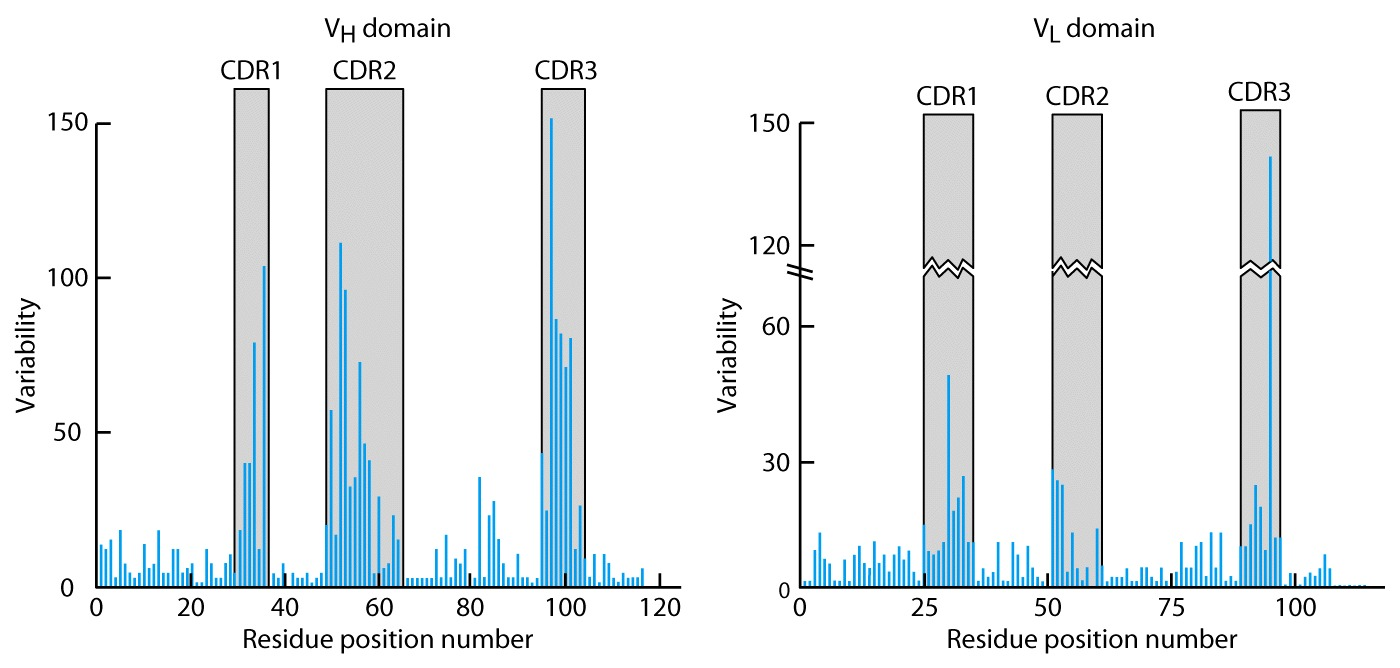 VH domain
CDR1 CDR2 CDR3
150
100
50
0
Variability
0 20 40 60 80 100 120
Residue position number
VL domain
CDR1 CDR2 CDR3
150
120
60
30
0
Variability
0 25 50 75 100
Residue position number